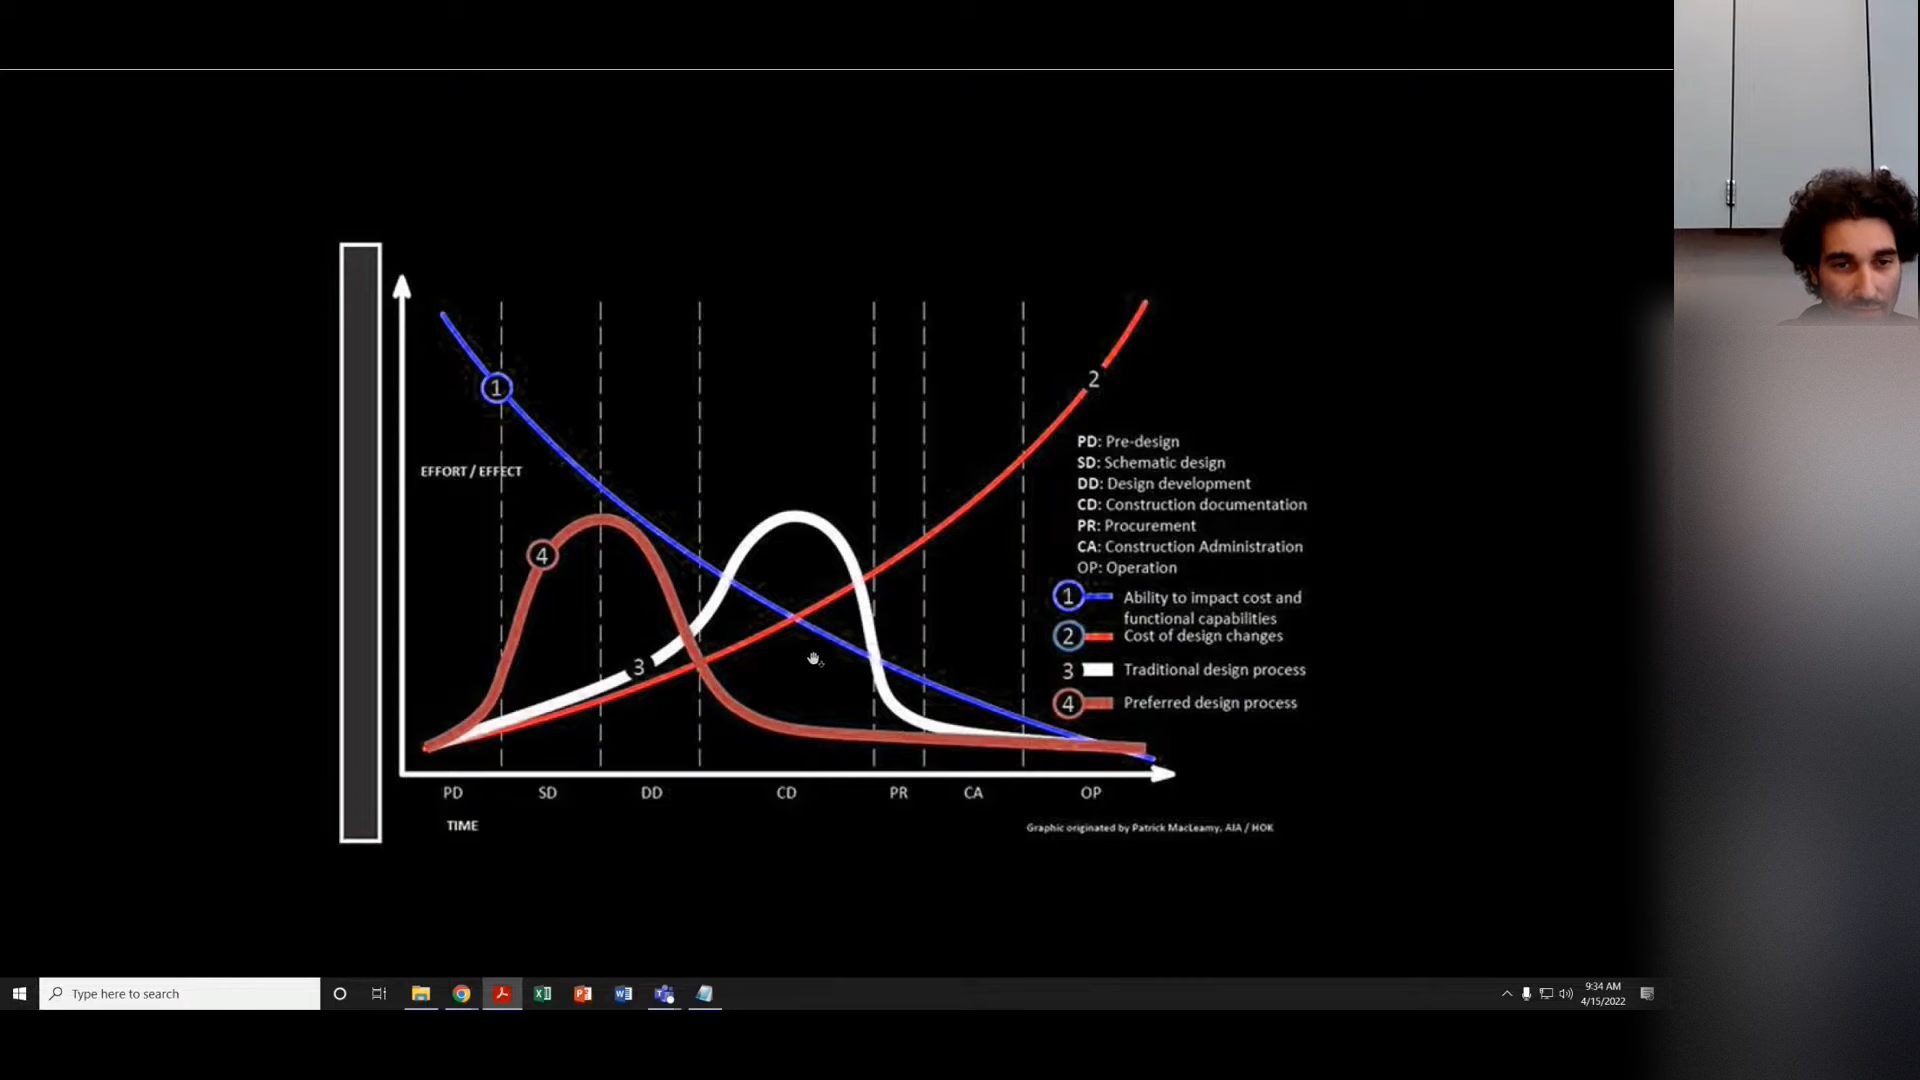 1
2
EFFORT / EFFECT
4
3
PD: Pre-design
SD: Schematic design
DD: Design development
CD: Construction documentation
PR: Procurement
CA: Construction Administration
OP: Operation
1 Ability to impact cost and
functional capabilities
2 Cost of design changes
3 Traditional design process
4 Preferred design process
PD SD DD CD PR CA OP
TIME
Graphic originated by Patrick MacLeamy, AIA / HOK
Type here to search
9:34 AM
4/15/2022